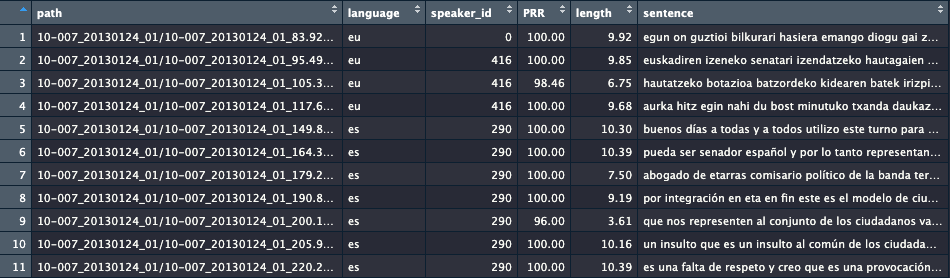 path language speaker_id PRR length sentence
1 10-007_20130124_01/10-007_20130124_01_83.92... eu 0 100.00 9.92 egun on guztioi bilkurari hasiera emango diogu gai z...
2 10-007_20130124_01/10-007_20130124_01_95.49... eu 416 100.00 9.85 euskadiren izeneko senatari izendatzeko hautagaien ...
3 10-007_20130124_01/10-007_20130124_01_105.3... eu 416 98.46 6.75 hautatzeko botazioa batzordeko kidearen batek irizpi...
4 10-007_20130124_01/10-007_20130124_01_117.6... eu 416 100.00 9.68 aurka hitz egin nahi du bost minutuko txanda daukaz...
5 10-007_20130124_01/10-007_20130124_01_149.8... es 290 100.00 10.30 buenos días a todas y a todos utilizo este turno para ...
6 10-007_20130124_01/10-007_20130124_01_164.3... es 290 100.00 10.39 pueda ser senador español y por lo tanto representan...
7 10-007_20130124_01/10-007_20130124_01_179.2... es 290 100.00 7.50 abogado de etarras comisario político de la banda ter...
8 10-007_20130124_01/10-007_20130124_01_190.8... es 290 100.00 9.19 por integración en eta en fin este es el modelo de ciu...
9 10-007_20130124_01/10-007_20130124_01_200.1... es 290 96.00 3.61 que nos representen al conjunto de los ciudadanos va...
10 10-007_20130124_01/10-007_20130124_01_205.9... es 290 100.00 10.16 un insulto que es un insulto al común de los ciudada...
11 10-007_20130124_01/10-007_20130124_01_220.2... es 290 100.00 10.39 es una falta de respeto y creo que es una provocación...